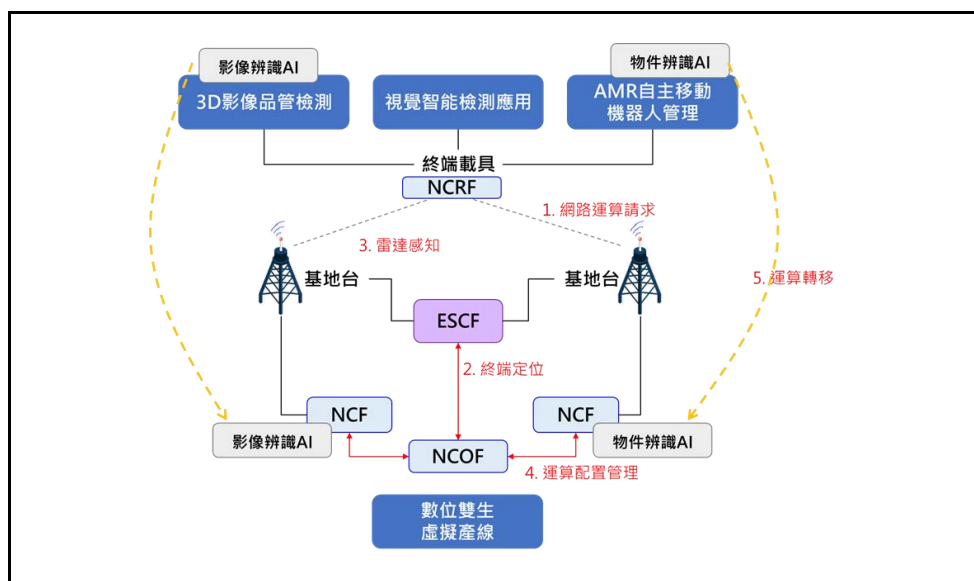 影像辨識AI
物件辨識AI
3D影像品管檢測
視覺智能檢測應用
AMR自主移動
機器人管理
終端載具
NCRF
1. 網路運算請求
3. 雷達感知
基地台
基地台
5. 運算轉移
ESCF
2. 終端定位
NCF
NCF
影像辨識AI
物件辨識AI
NCOF
4. 運算配置管理
數位雙生
虛擬產線